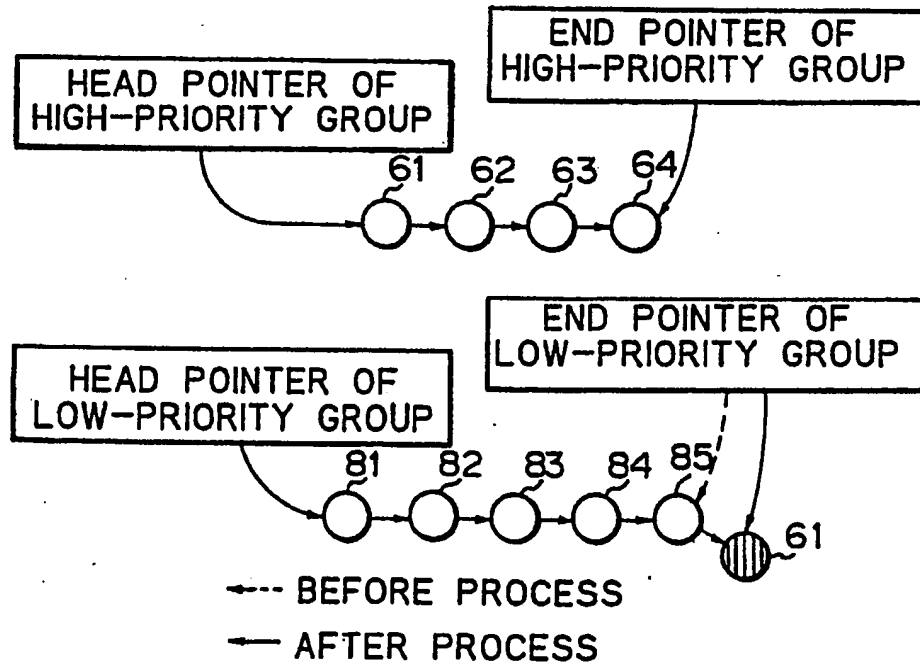 HEAD POINTER OF
HIGH-PRIORITY GROUP
END POINTER OF
HIGH-PRIORITY GROUP
61
62
63
64
HEAD POINTER OF
LOW-PRIORITY GROUP
END POINTER OF
LOW-PRIORITY GROUP
81
82
83
84
85
61
BEFORE PROCESS
AFTER PROCESS